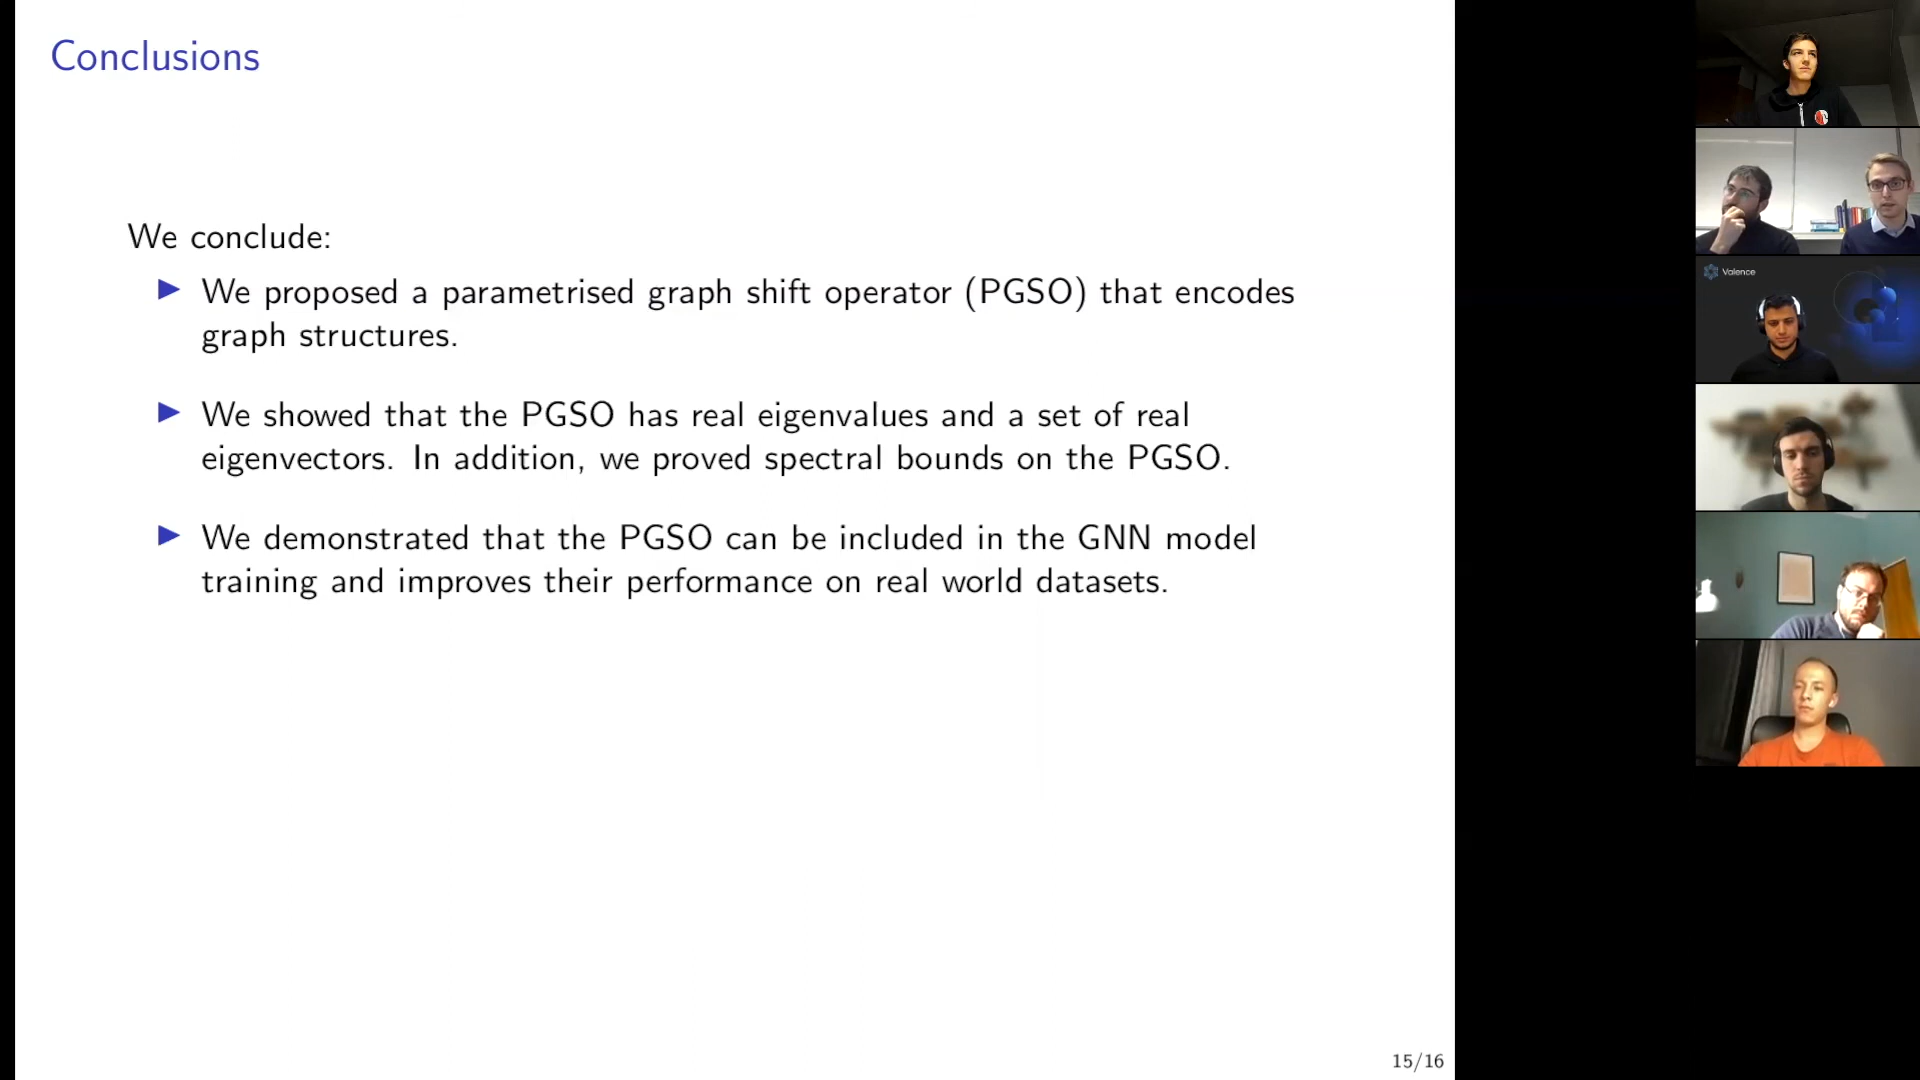 Conclusions
We conclude:
We proposed a parametrised graph shift operator (PGSO) that encodes
graph structures.
We showed that the PGSO has real eigenvalues and a set of real
eigenvectors. In addition, we proved spectral bounds on the PGSO.
We demonstrated that the PGSO can be included in the GNN model
training and improves their performance on real world datasets.
15/16
Valence